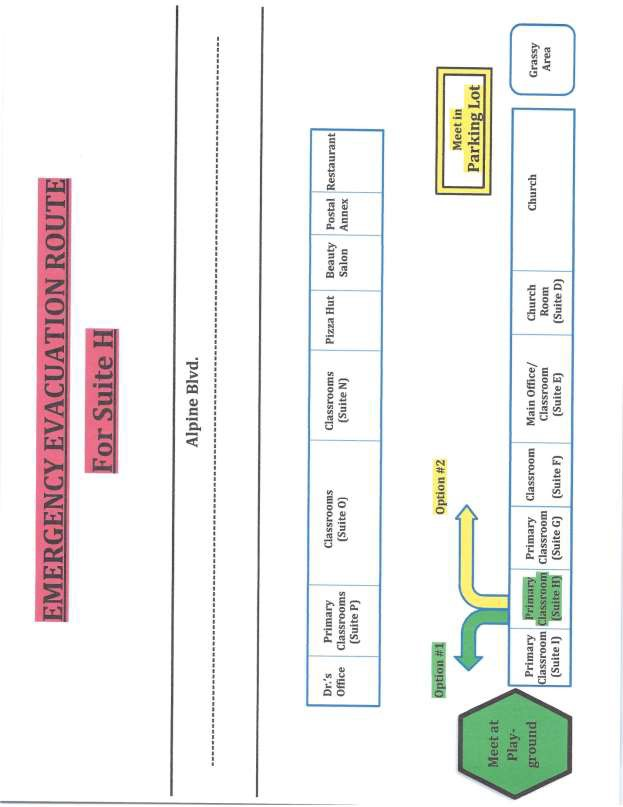 EMERGENCY EVACUATION ROUTE
For Suite H
Alpine Blvd.
Dr.'s
Office
Primary
Classrooms
(Suite P)
Classrooms
(Suite O)
Classrooms
(Suite N)
Pizza Hut
Beauty
Salon
Postal
Annex
Restaurant
Option #1
Option #2
Meet in
Parking Lot
Meet at
Play-
ground
Primary
Classroom
(Suite I)
Primary
Classroom
(Suite H)
Primary
Classroom
(Suite G)
Classroom
(Suite F)
Main Office/
Classroom
(Suite E)
Church
Room
(Suite D)
Church
Grassy
Area